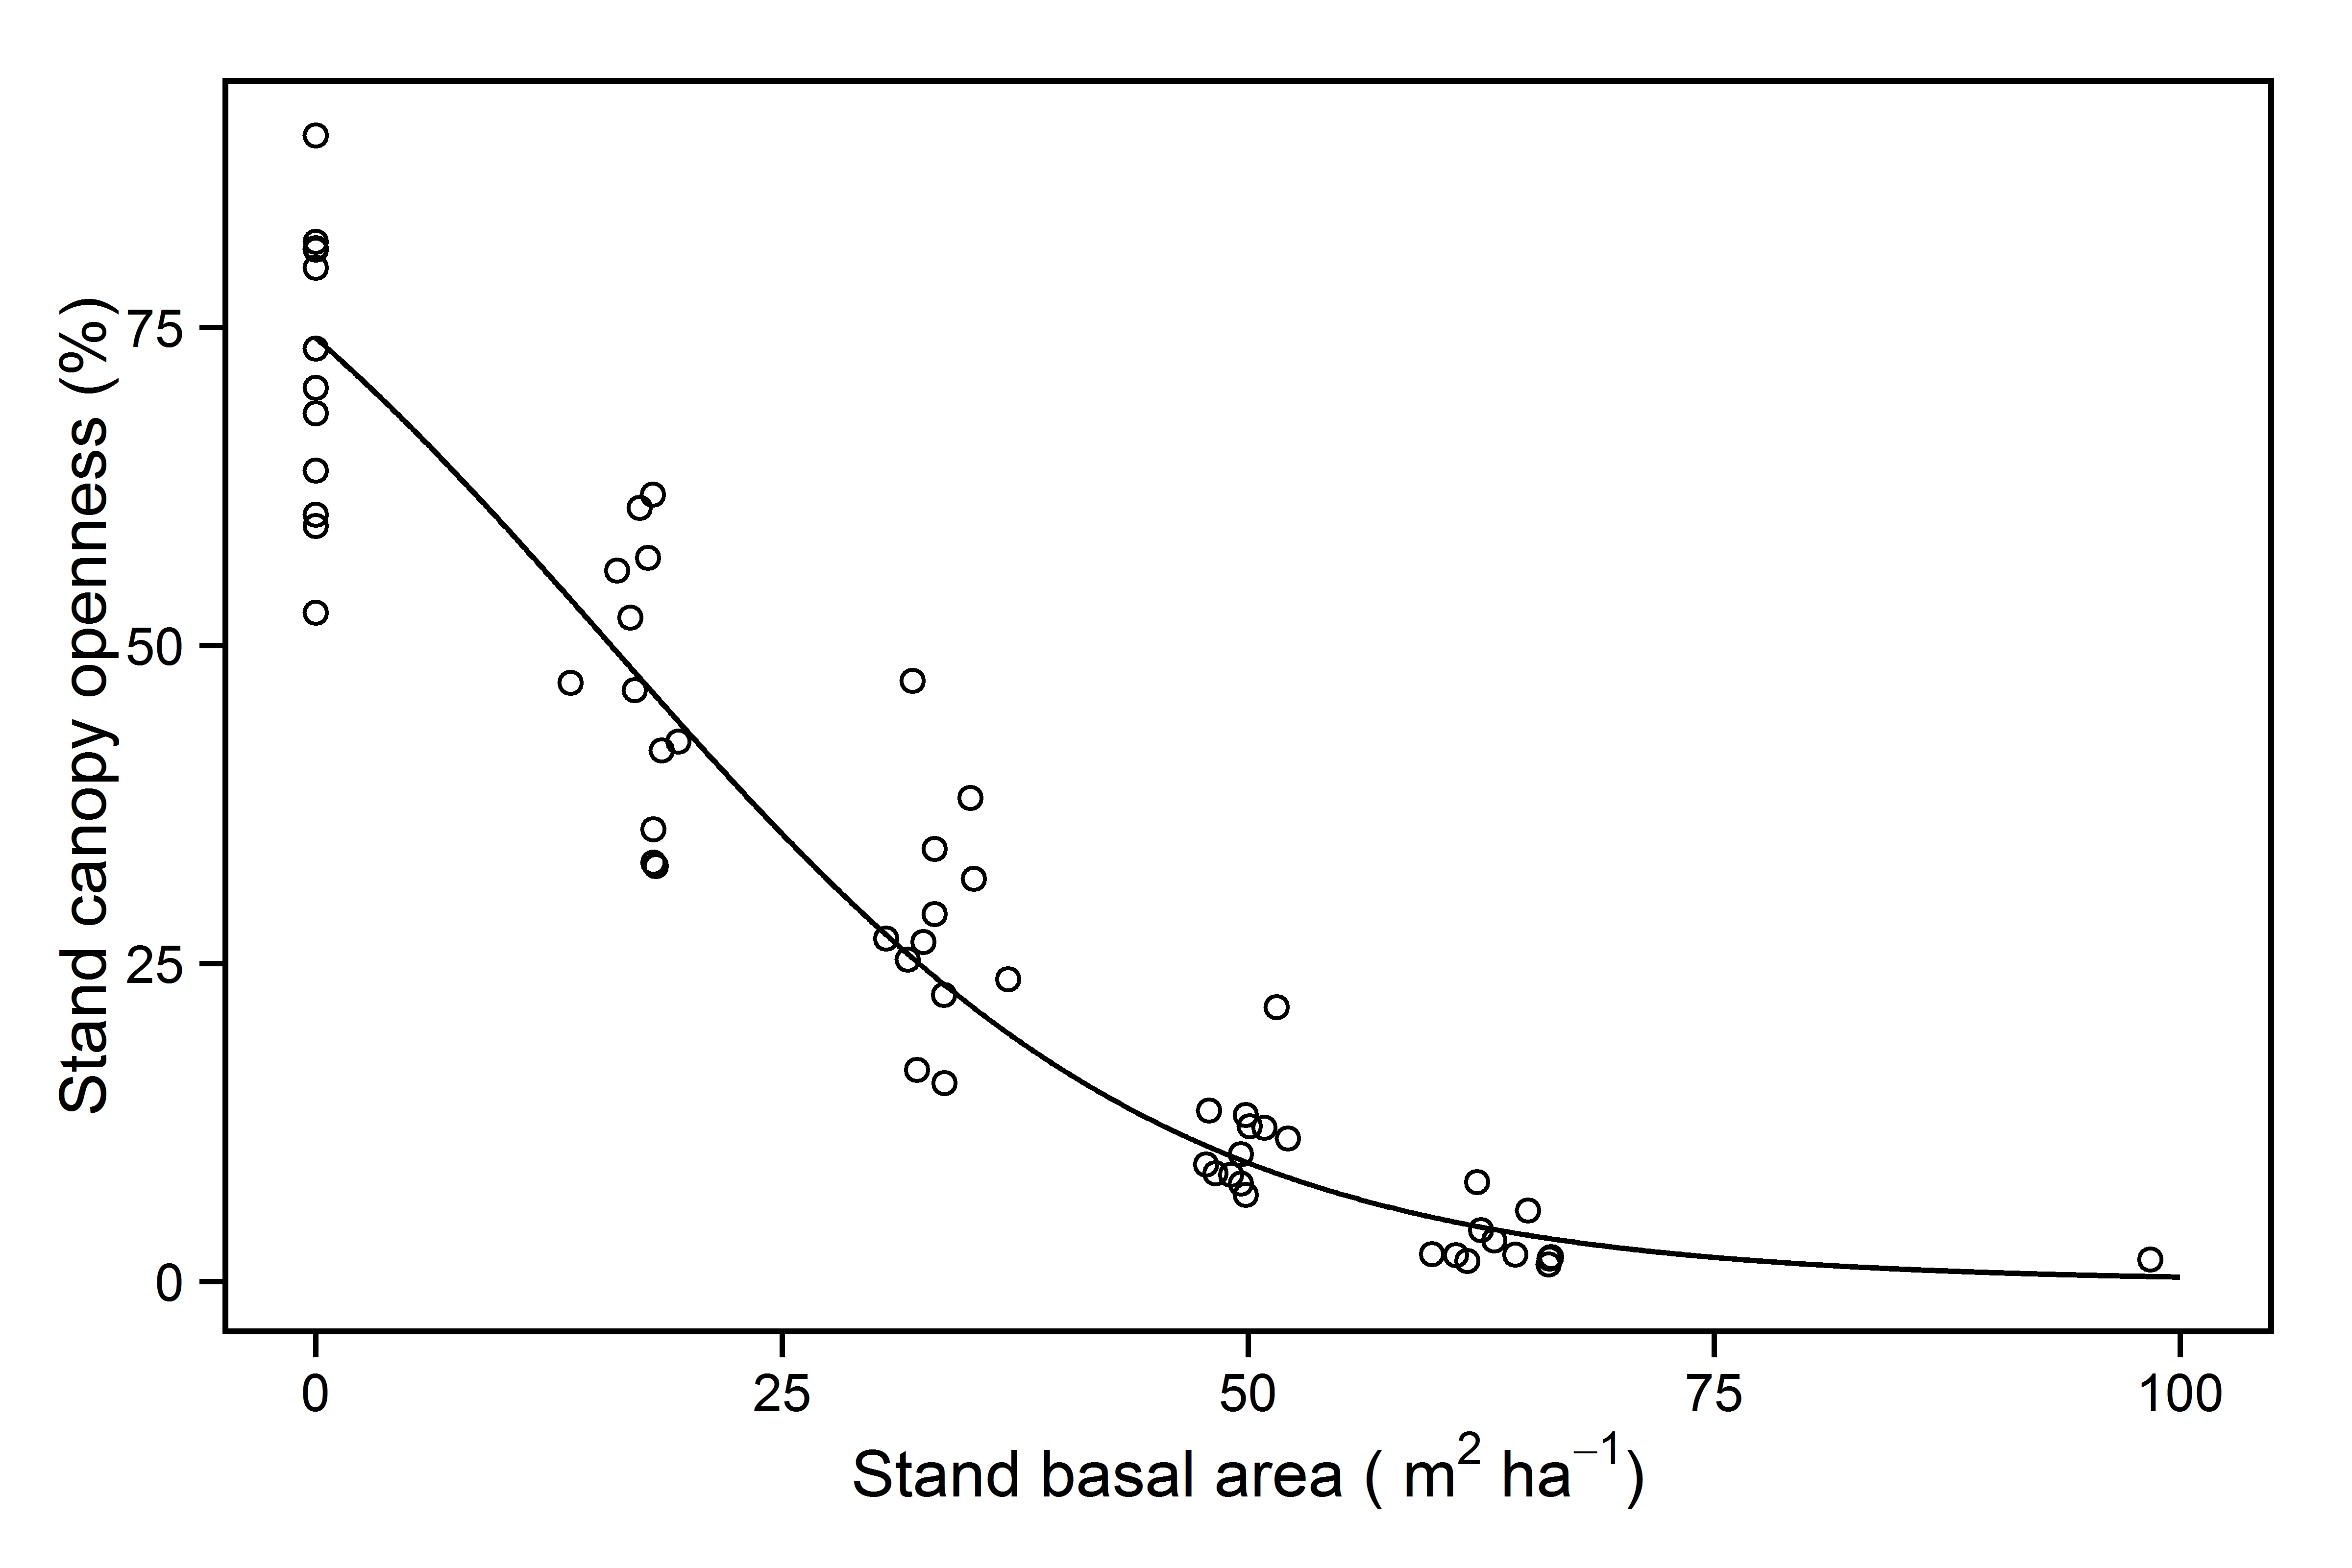 Stand canopy openness (%)
75
50
25
0
0 25 50 75 100
Stand basal area ( m² ha⁻¹)